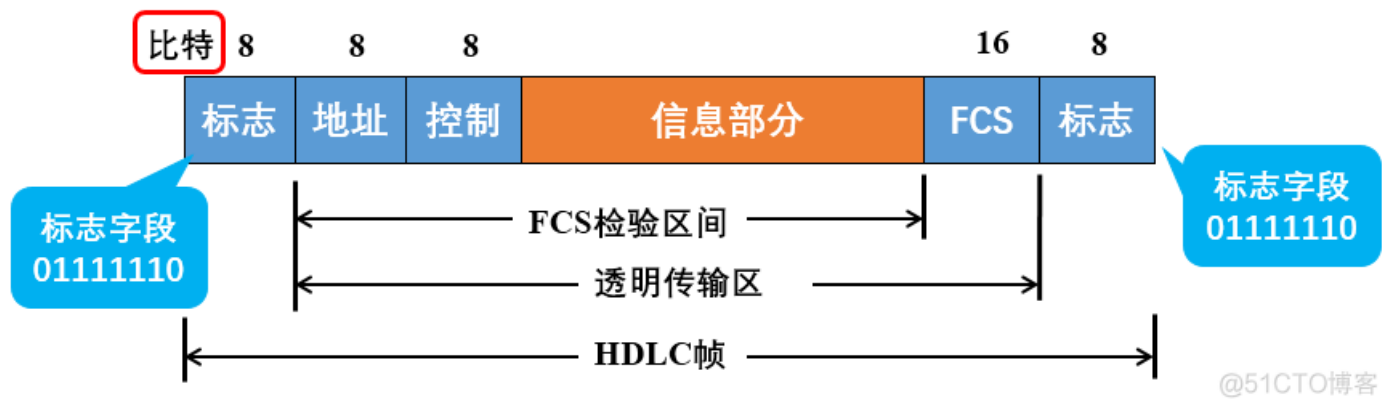 比特 8 8 8 16 8
标志 地址 控制 信息部分 FCS 标志
标志字段
01111110
标志字段
01111110
FCS检验区间
透明传输区
HDLC帧
@51CTO博客